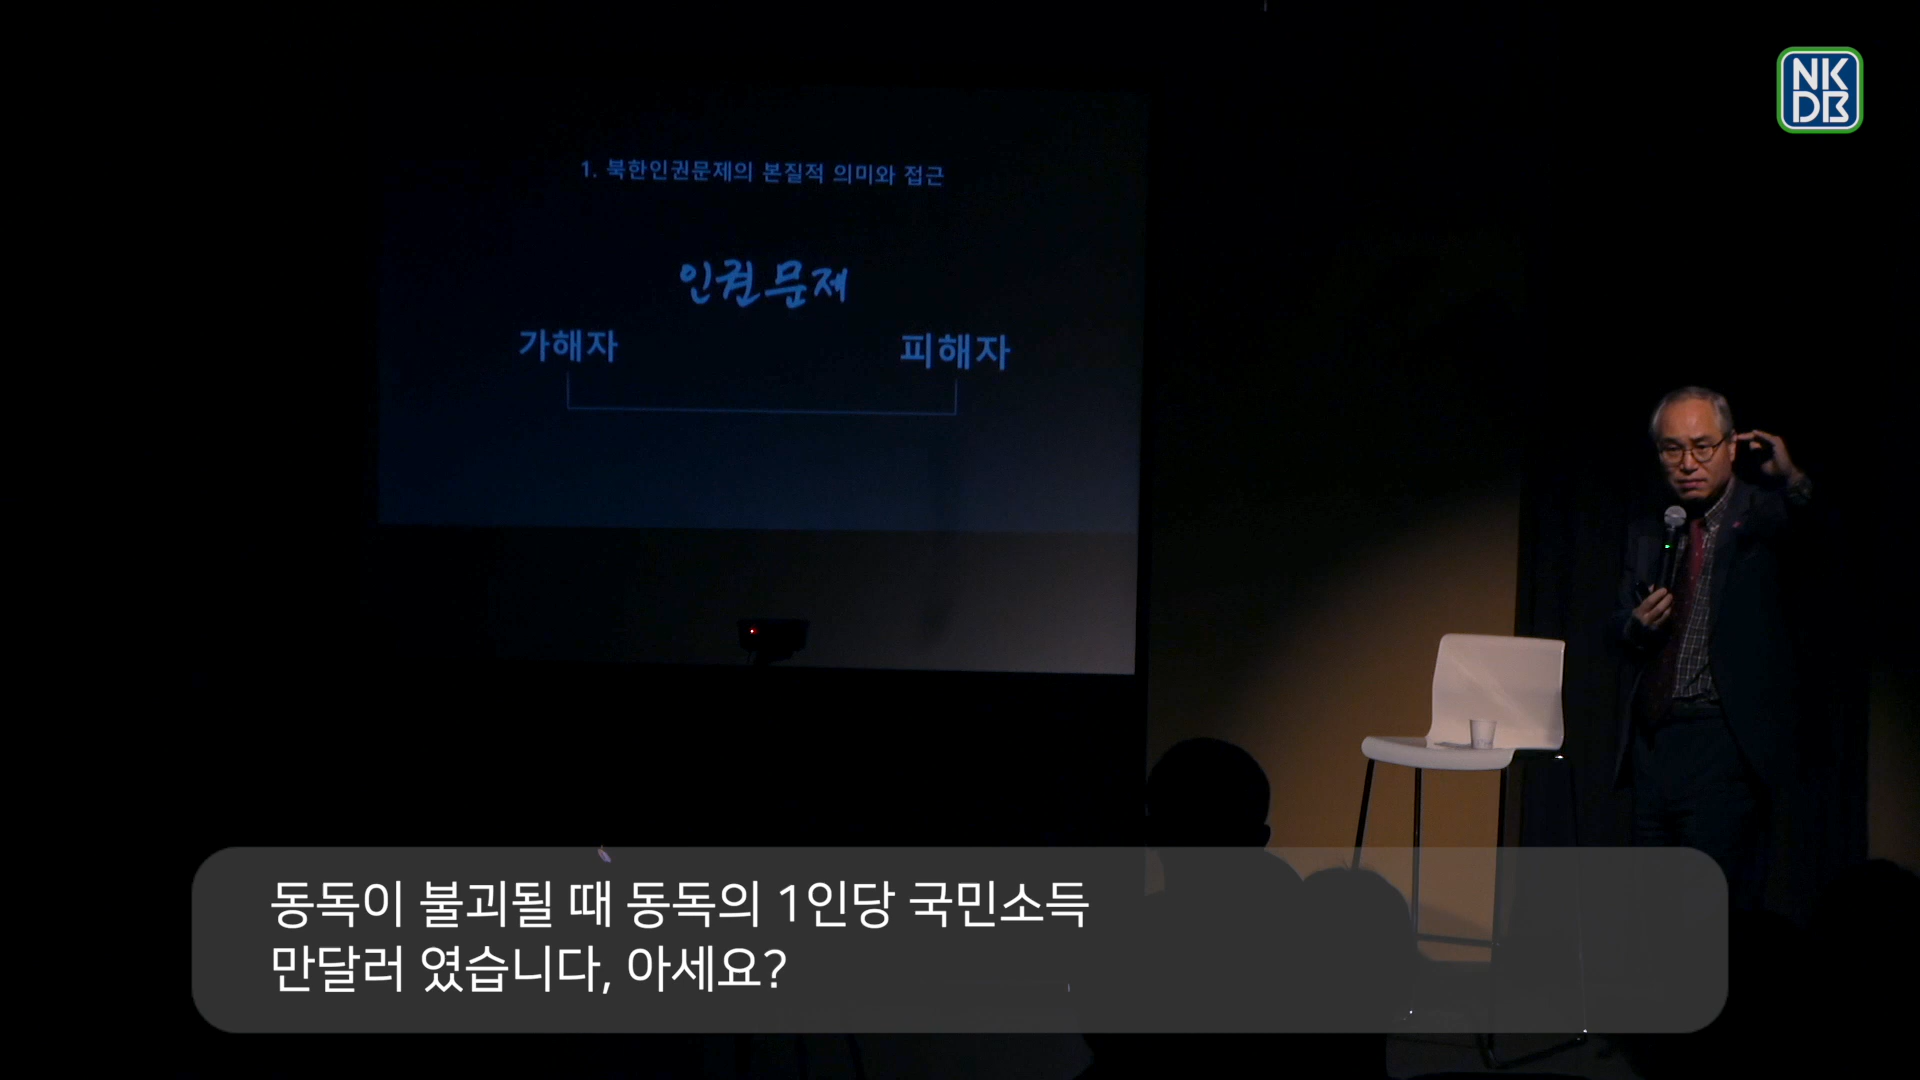 NK
DB
1. 북한인권문제의 본질적 의미와 접근
인권문제
가해자 피해자
동독이 붕괴될 때 동독의 1인당 국민소득
만달러 였습니다, 아세요?